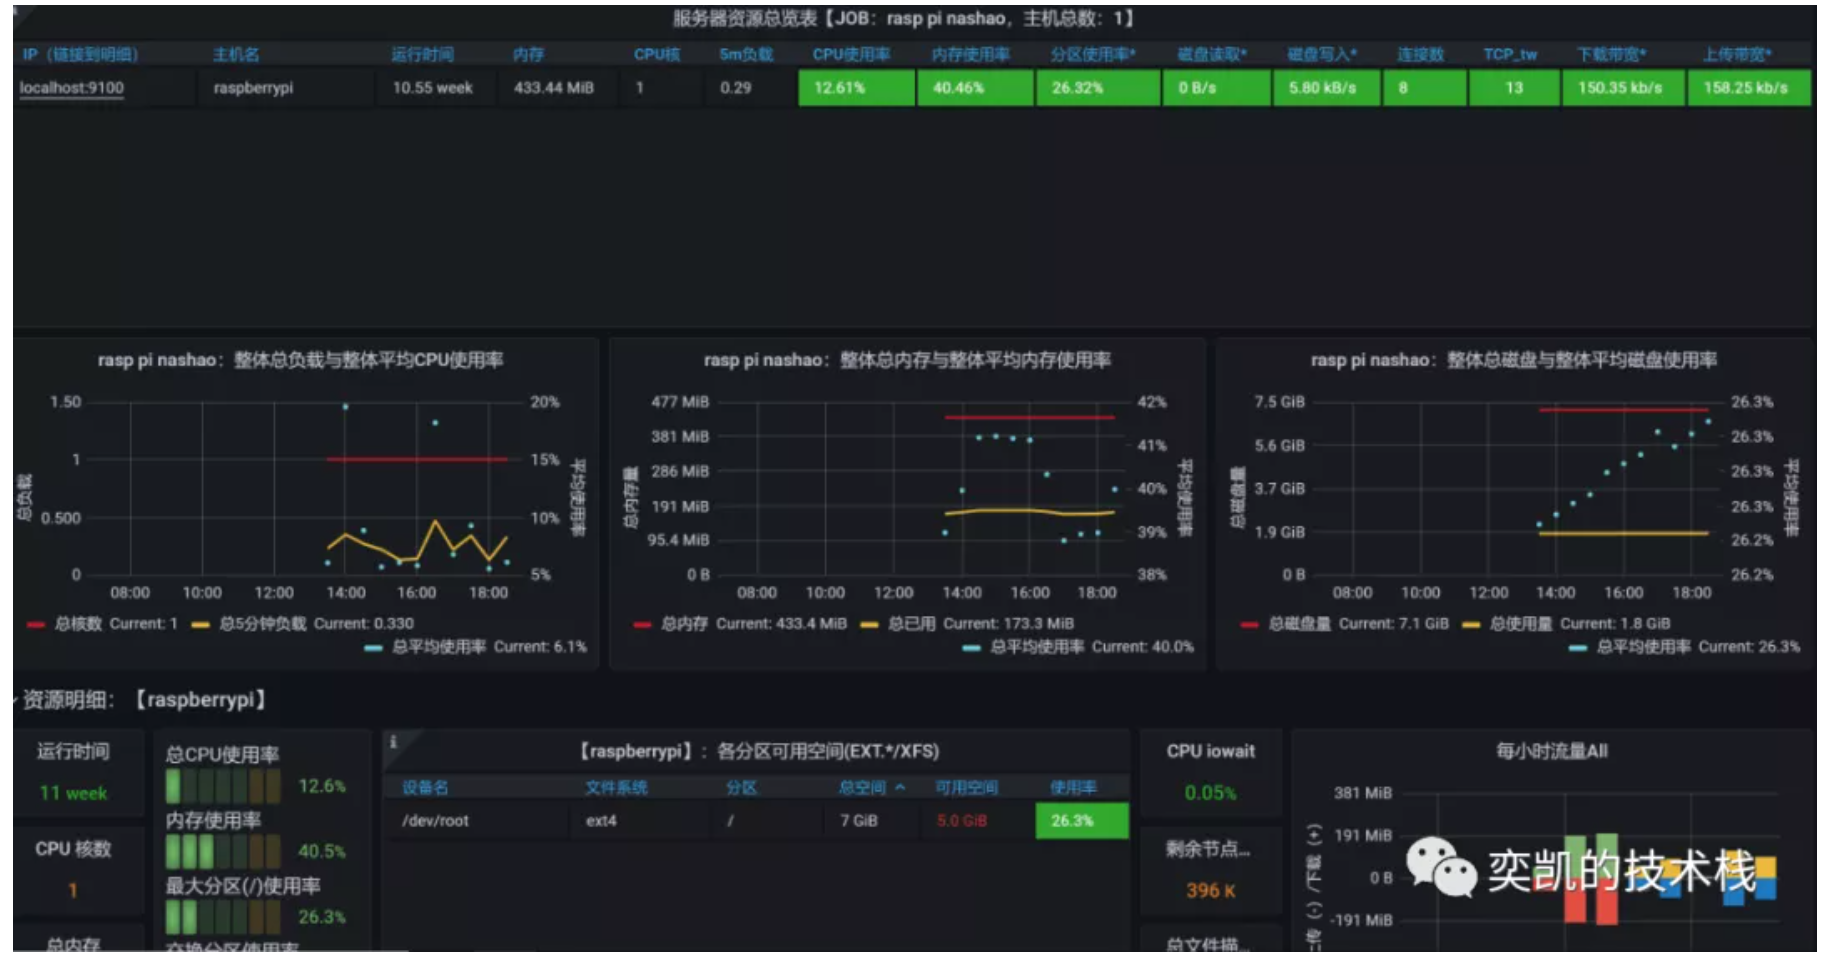 服务器资源总览表【JOB：rasp pi nashao，主机总数：1】
IP（链接到明细） 主机名 运行时间 内存 CPU核 5m负载 CPU使用率 内存使用率 分区使用率* 磁盘读取* 磁盘写入* 连接数 TCP_tw 下载带宽* 上传带宽*
localhost:9100 raspberrypi 10.55 week 433.44 MiB 1 0.29 12.61% 40.46% 26.32% 0 B/s 5.80 kB/s 8 13 150.35 kb/s 158.25 kb/s
rasp pi nashao：整体总负载与整体平均CPU使用率
1.50 20%
1 15%
0.500 10%
0 5%
总负载
平均使用率
08:00 10:00 12:00 14:00 16:00 18:00
总核数 Current: 1 总5分钟负载 Current: 0.330
总平均使用率 Current: 6.1%
rasp pi nashao：整体总内存与整体平均内存使用率
477 MiB 42%
381 MiB 41%
286 MiB 40%
191 MiB 39%
95.4 MiB 38%
0 B
总内存量
平均使用率
08:00 10:00 12:00 14:00 16:00 18:00
总内存 Current: 433.4 MiB 总已用 Current: 173.3 MiB
总平均使用率 Current: 40.0%
rasp pi nashao：整体总磁盘与整体平均磁盘使用率
7.5 GiB 26.3%
5.6 GiB 26.3%
3.7 GiB 26.3%
1.9 GiB 26.3%
0 B 26.2%
26.2%
总磁盘量
平均使用率
08:00 10:00 12:00 14:00 16:00 18:00
总磁盘量 Current: 7.1 GiB 总使用量 Current: 1.8 GiB
总平均使用率 Current: 26.3%
资源明细：【raspberrypi】
运行时间
11 week
CPU 核数
1
总内存
总CPU使用率
12.6%
内存使用率
40.5%
最大分区(/)使用率
26.3%
交换分区使用率
i
【raspberrypi】：各分区可用空间(EXT.*/XFS)
设备名 文件系统 分区 总空间 可用空间 使用率
/dev/root ext4 / 7 GiB 5.0 GiB 26.3%
CPU iowait
0.05%
剩余节点...
396 K
总文件描...
每小时流量All
381 MiB
191 MiB
0 B
-191 MiB
上传 (-) /下载 (+)
奕凯的技术栈